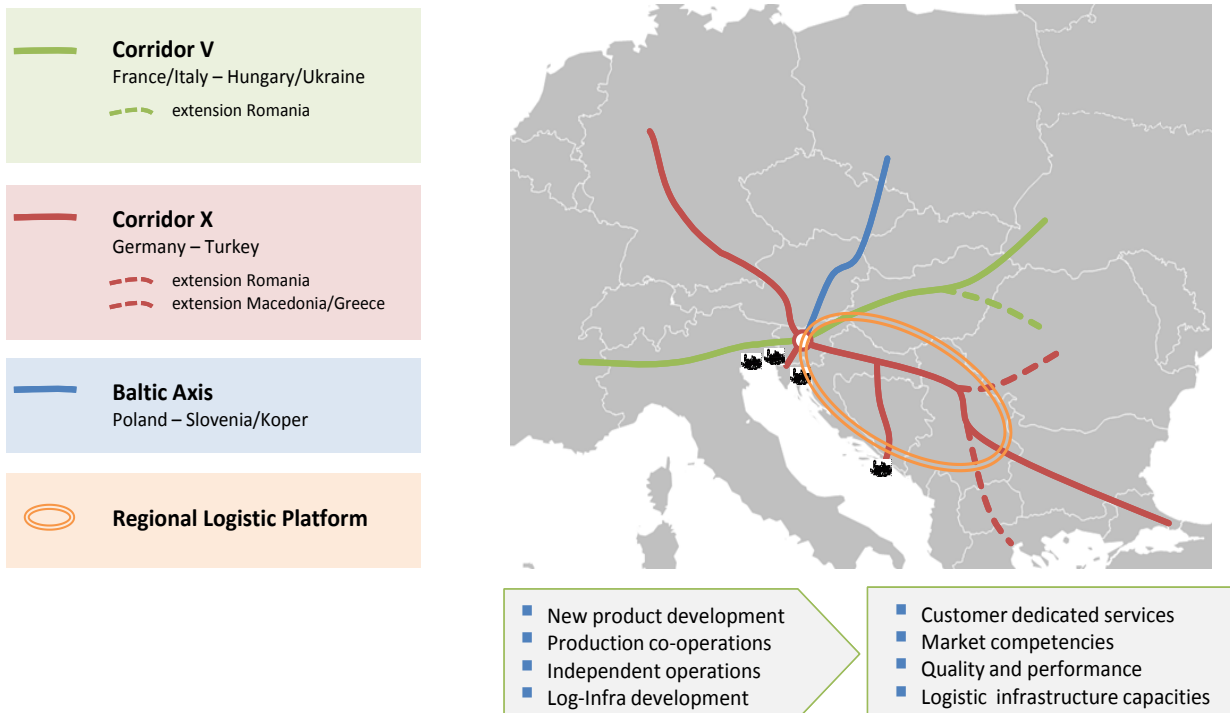 Corridor V
France/Italy – Hungary/Ukraine
extension Romania
Corridor X
Germany – Turkey
extension Romania
extension Macedonia/Greece
Baltic Axis
Poland – Slovenia/Koper
Regional Logistic Platform
New product development
Production co-operations
Independent operations
Log-Infra development
Customer dedicated services
Market competencies
Quality and performance
Logistic infrastructure capacities